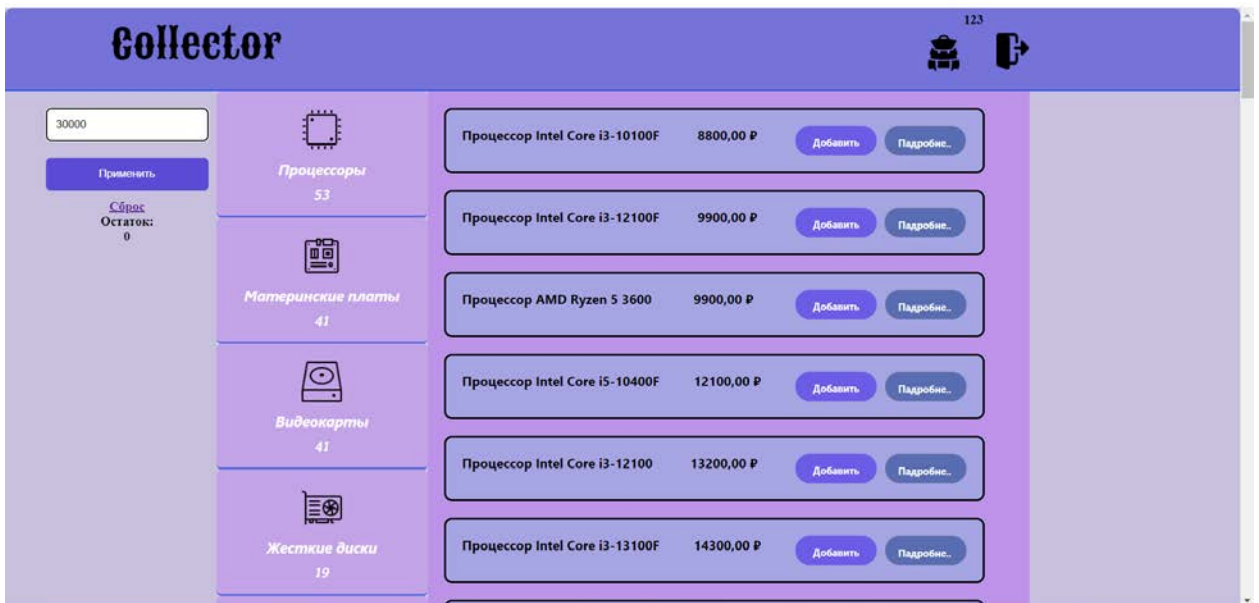 Collector
123
30000
Применить
Сброс
Остаток:
0
Процессоры
53
Материнские платы
41
Видеокарты
41
Жесткие диски
19
Процессор Intel Core i3-10100F 8800,00 ₽ Добавить Падробне..
Процессор Intel Core i3-12100F 9900,00 ₽ Добавить Падробне..
Процессор AMD Ryzen 5 3600 9900,00 ₽ Добавить Падробне..
Процессор Intel Core i5-10400F 12100,00 ₽ Добавить Падробне..
Процессор Intel Core i3-12100 13200,00 ₽ Добавить Падробне..
Процессор Intel Core i3-13100F 14300,00 ₽ Добавить Падробне..